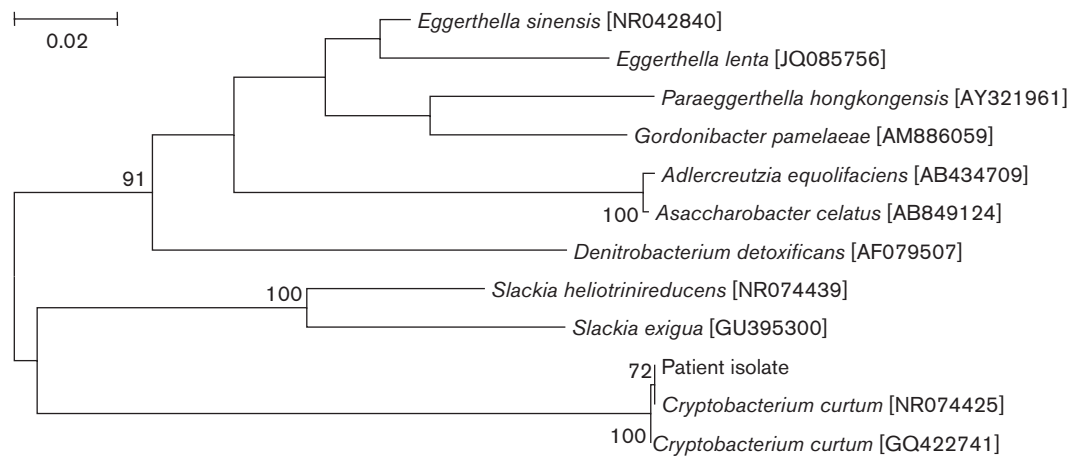 Eggerthella sinensis [NR042840]
0.02
Eggerthella lenta [JQ085756]
Paraeggerthella hongkongensis [AY321961]
Gordonibacter pamelaeae [AM886059]
91
Adlercreutzia equolifaciens [AB434709]
100
Asaccharobacter celatus [AB849124]
Denitrobacterium detoxificans [AF079507]
100
Slackia heliotrinireducens [NR074439]
Slackia exigua [GU395300]
72
Patient isolate
Cryptobacterium curtum [NR074425]
100
Cryptobacterium curtum [GQ422741]